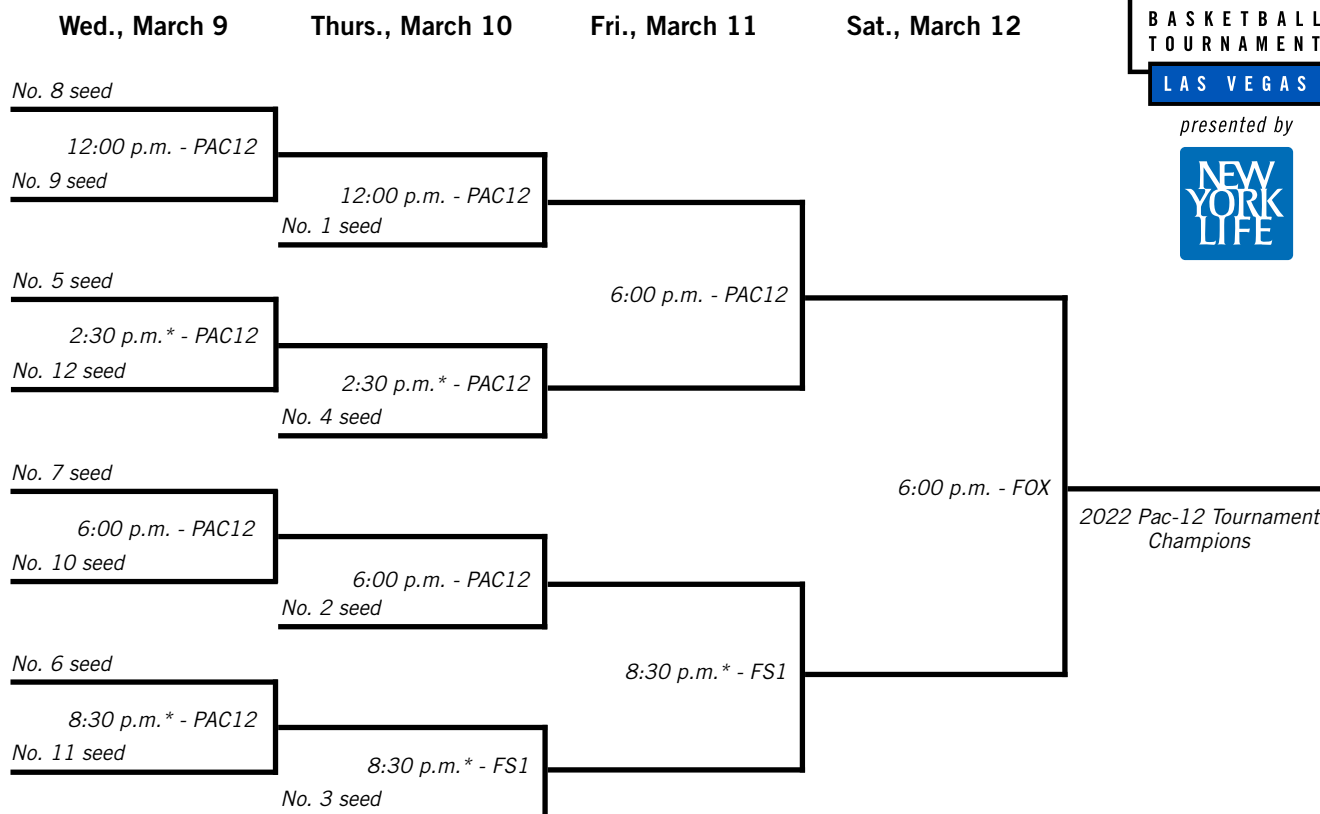 Wed., March 9
Thurs., March 10
Fri., March 11
Sat., March 12
BASKETBALL
TOURNAMENT
LAS VEGAS
presented by
NEW
YORK
LIFE
No. 8 seed
12:00 p.m. - PAC12
No. 9 seed
12:00 p.m. - PAC12
No. 1 seed
No. 5 seed
2:30 p.m.* - PAC12
No. 12 seed
2:30 p.m.* - PAC12
No. 4 seed
6:00 p.m. - PAC12
No. 7 seed
6:00 p.m. - PAC12
No. 10 seed
6:00 p.m. - PAC12
No. 2 seed
No. 6 seed
8:30 p.m.* - PAC12
No. 11 seed
8:30 p.m.* - FS1
No. 3 seed
8:30 p.m.* - FS1
6:00 p.m. - FOX
2022 Pac-12 Tournament
Champions